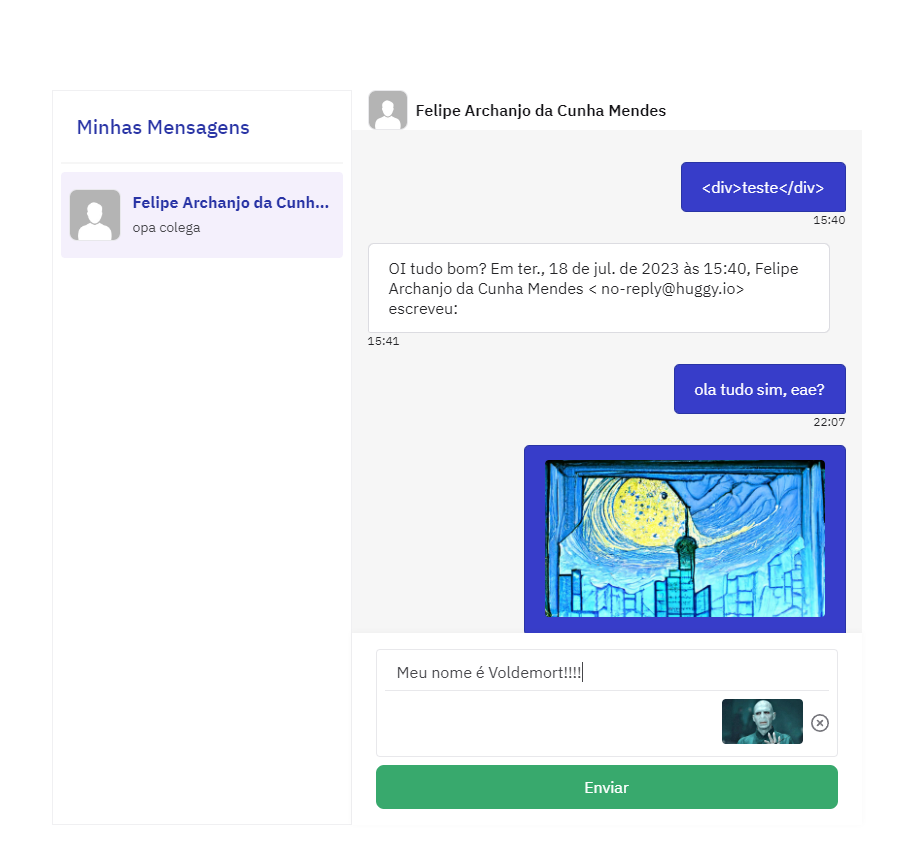 Minhas Mensagens
Felipe Archanjo da Cunh...
opa colega
Felipe Archanjo da Cunha Mendes
<div>teste</div>
15:40
OI tudo bom? Em ter., 18 de jul. de 2023 às 15:40, Felipe
Archanjo da Cunha Mendes < no-reply@huggy.io>
escreveu:
15:41
ola tudo sim, eae?
22:07
Meu nome é Voldemort!!!!
Enviar